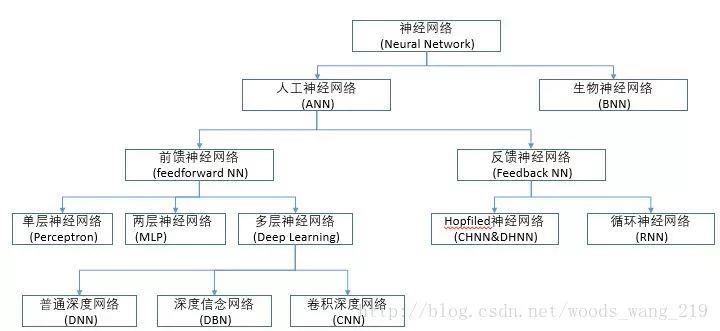 神经网络
(Neural Network)
人工神经网络
(ANN)
生物神经网络
(BNN)
前馈神经网络
(feedforward NN)
反馈神经网络
(Feedback NN)
单层神经网络
(Perceptron)
两层神经网络
(MLP)
多层神经网络
(Deep Learning)
Hopfiled神经网络
(CHNN&DHNN)
循环神经网络
(RNN)
普通深度网络
(DNN)
深度信念网络
(DBN)
卷积深度网络
(CNN)
http://blog.csdn.net/woods_wang_219